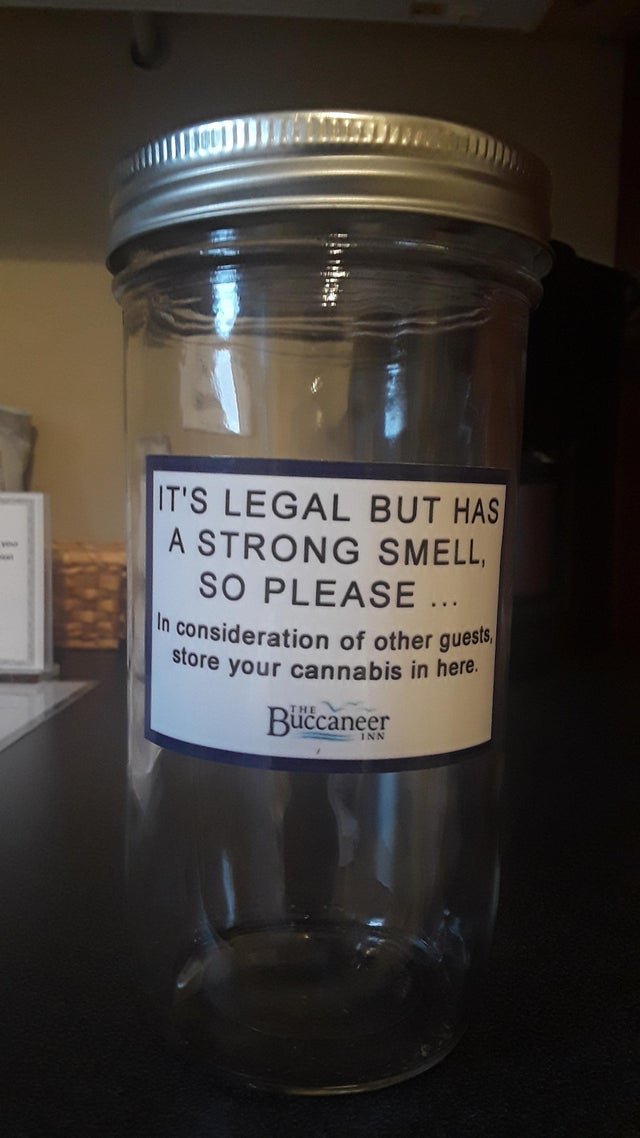 IT'S LEGAL BUT HAS
A STRONG SMELL,
SO PLEASE ...
In consideration of other guests,
store your cannabis in here.
THE
Buccaneer
INN